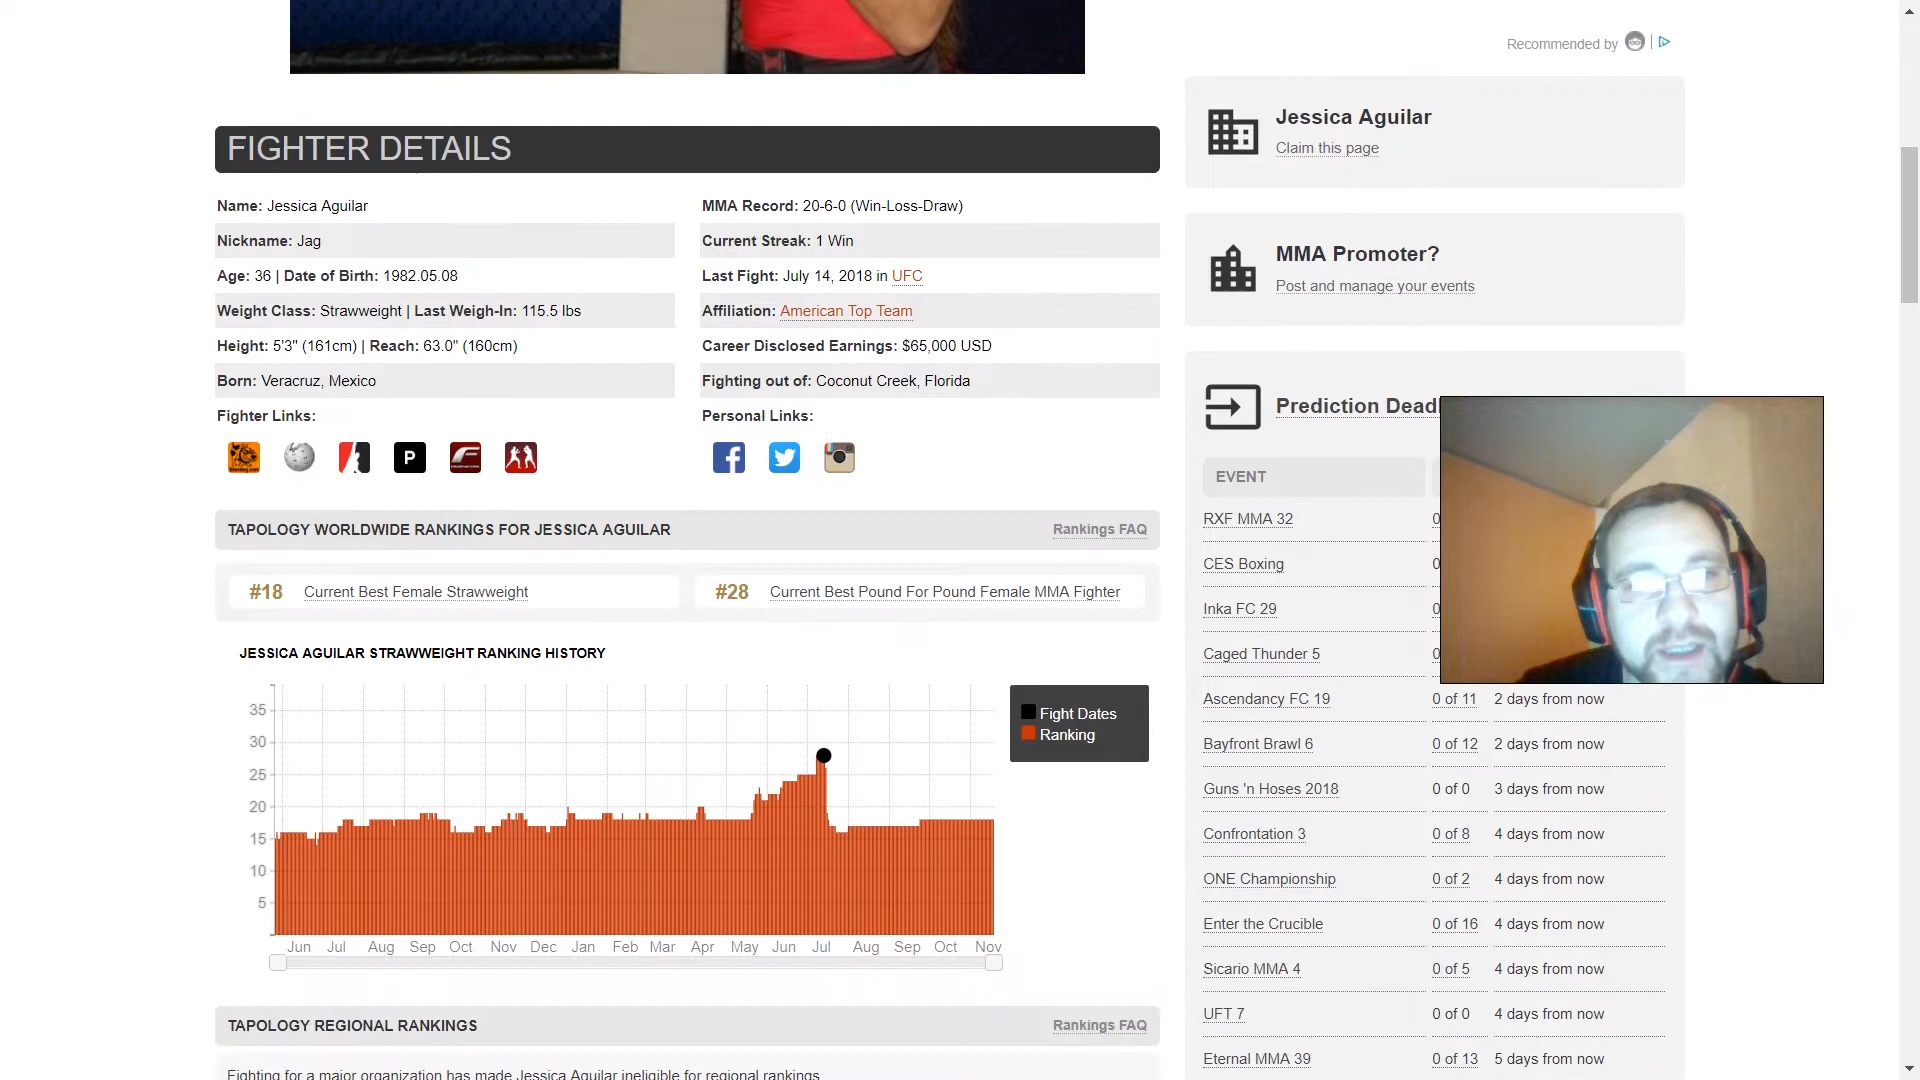 Recommended by
FIGHTER DETAILS
Name: Jessica Aguilar
Nickname: Jag
Age: 36 | Date of Birth: 1982.05.08
Weight Class: Strawweight | Last Weigh-In: 115.5 lbs
Height: 5'3" (161cm) | Reach: 63.0" (160cm)
Born: Veracruz, Mexico
Fighter Links:
P
MMA Record: 20-6-0 (Win-Loss-Draw)
Current Streak: 1 Win
Last Fight: July 14, 2018 in UFC
Affiliation: American Top Team
Career Disclosed Earnings: $65,000 USD
Fighting out of: Coconut Creek, Florida
Personal Links:
TAPOLOGY WORLDWIDE RANKINGS FOR JESSICA AGUILAR
Rankings FAQ
#18 Current Best Female Strawweight
#28 Current Best Pound For Pound Female MMA Fighter
JESSICA AGUILAR STRAWWEIGHT RANKING HISTORY
35
30
25
20
15
10
5
Jun Jul Aug Sep Oct Nov Dec Jan Feb Mar Apr May Jun Jul Aug Sep Oct Nov
Fight Dates
Ranking
TAPOLOGY REGIONAL RANKINGS
Rankings FAQ
Fighting for a major organization has made Jessica Aguilar ineligible for regional rankings
Jessica Aguilar
Claim this page
MMA Promoter?
Post and manage your events
Prediction Deadl
EVENT
RXF MMA 32 0
CES Boxing 0
Inka FC 29 0
Caged Thunder 5 0
Ascendancy FC 19 0 of 11 2 days from now
Bayfront Brawl 6 0 of 12 2 days from now
Guns 'n Hoses 2018 0 of 0 3 days from now
Confrontation 3 0 of 8 4 days from now
ONE Championship 0 of 2 4 days from now
Enter the Crucible 0 of 16 4 days from now
Sicario MMA 4 0 of 5 4 days from now
UFT 7 0 of 0 4 days from now
Eternal MMA 39 0 of 13 5 days from now